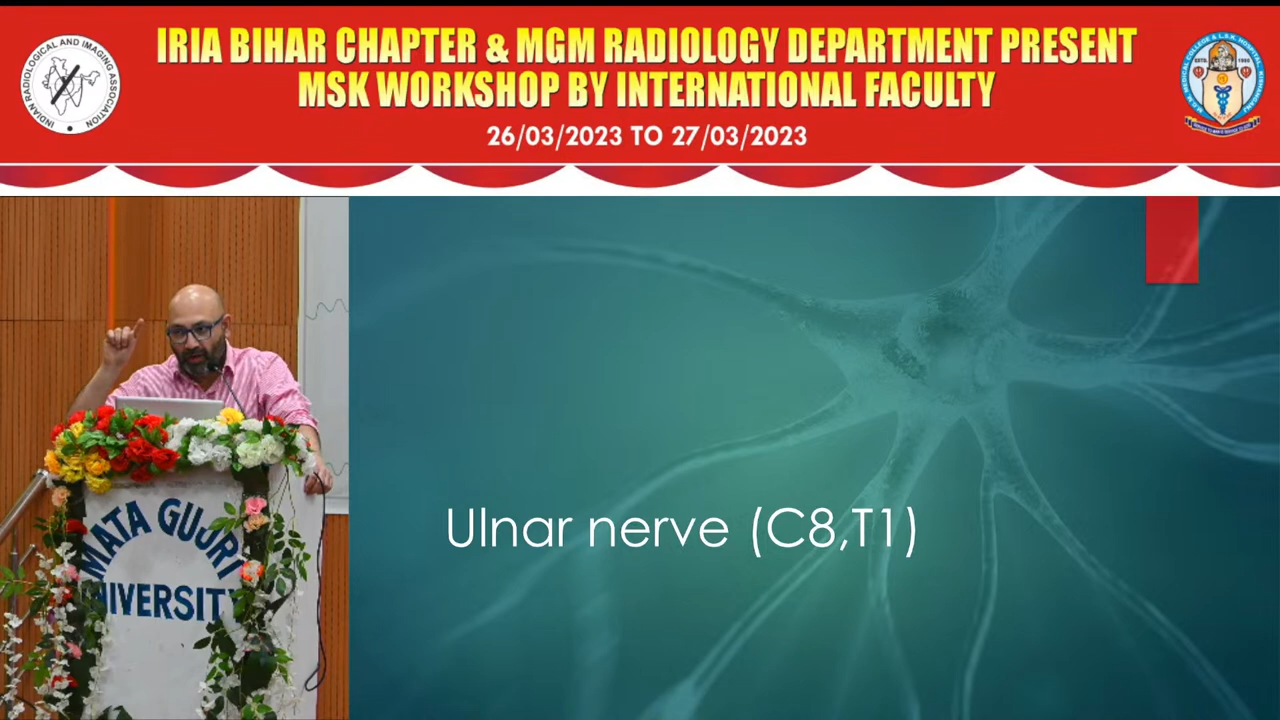 IRIA BIHAR CHAPTER & MGM RADIOLOGY DEPARTMENT PRESENT
MSK WORKSHOP BY INTERNATIONAL FACULTY
26/03/2023 TO 27/03/2023
INDIAN RADIOLOGICAL AND IMAGING ASSOCIATION
Ulnar nerve (C8,T1)
MATA GUJRI
UNIVERSITY